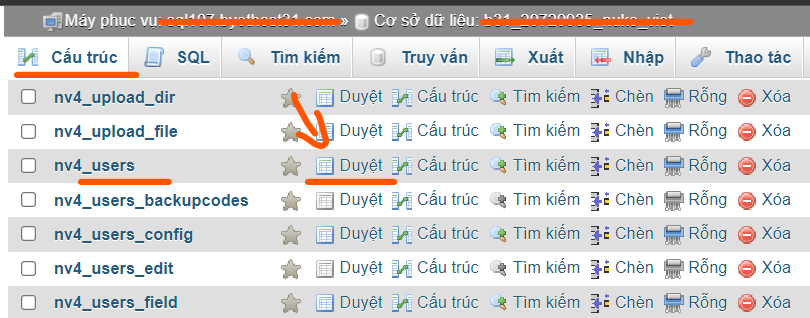 Máy phục vụ: sql107.byethost31.com » Cơ sở dữ liệu:
Cấu trúc SQL Tìm kiếm Truy vấn Xuất Nhập Thao tác
nv4_upload_dir Duyệt Cấu trúc Tìm kiếm Chèn Rỗng Xóa
nv4_upload_file Duyệt Cấu trúc Tìm kiếm Chèn Rỗng Xóa
nv4_users Duyệt Cấu trúc Tìm kiếm Chèn Rỗng Xóa
nv4_users_backupcodes Duyệt Cấu trúc Tìm kiếm Chèn Rỗng Xóa
nv4_users_config Duyệt Cấu trúc Tìm kiếm Chèn Rỗng Xóa
nv4_users_edit Duyệt Cấu trúc Tìm kiếm Chèn Rỗng Xóa
nv4_users_field Duyệt Cấu trúc Tìm kiếm Chèn Rỗng Xóa